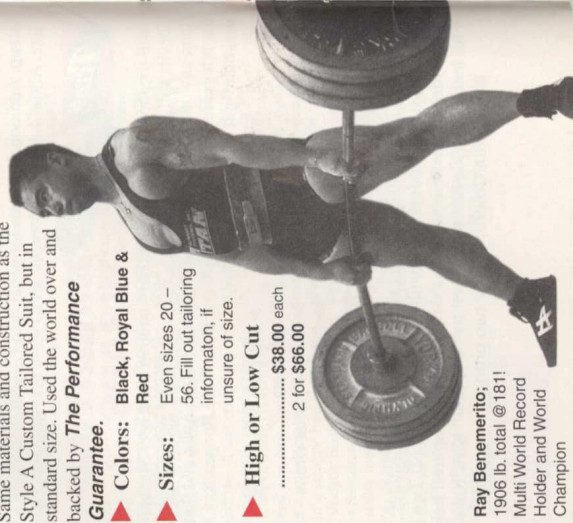 Same materials and construction as the
Style A Custom Tailored Suit, but in
standard size. Used the world over and
backed by The Performance
Guarantee.
▶ Colors: Black, Royal Blue &
Red
▶ Sizes: Even sizes 20 –
56. Fill out tailoring
informaton, if
unsure of size.
▶ High or Low Cut
................ $38.00 each
2 for $66.00
TITAN
Ray Benemerito;
1906 lb. total @181!
Multi World Record
Holder and World
Champion